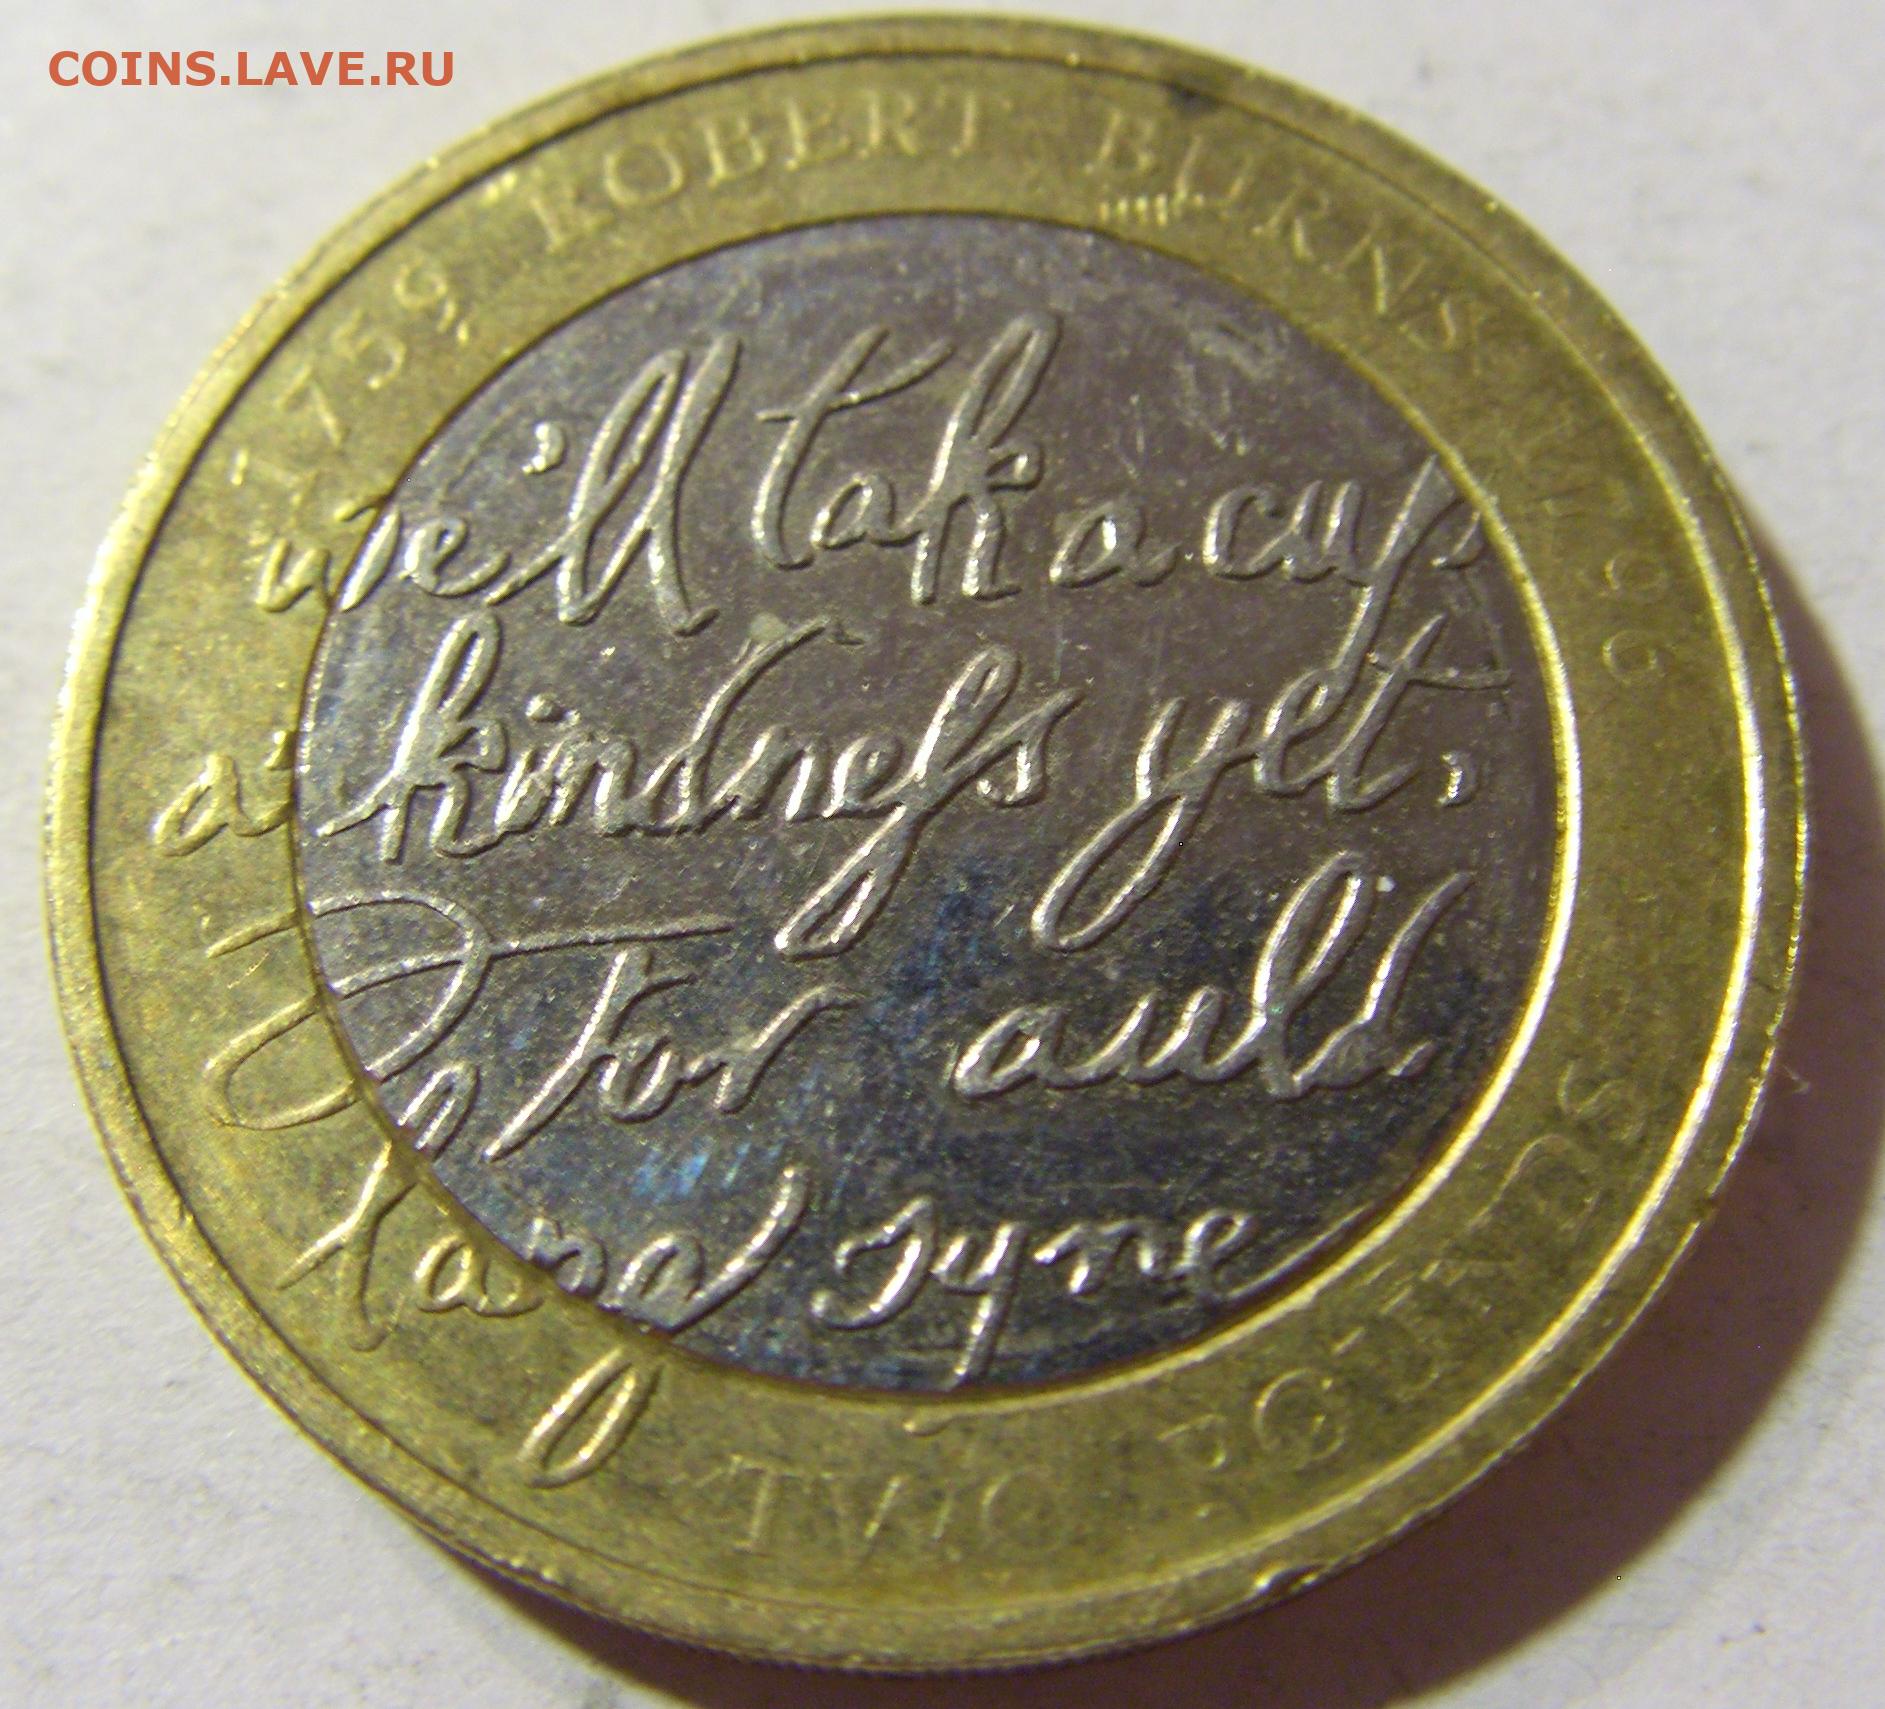 COINS.LAVE.RU
1759 ROBERT BURNS 1796
we'll tak a cup
a' kindneſs yet,
for auld
lang syne
TWO POUNDS